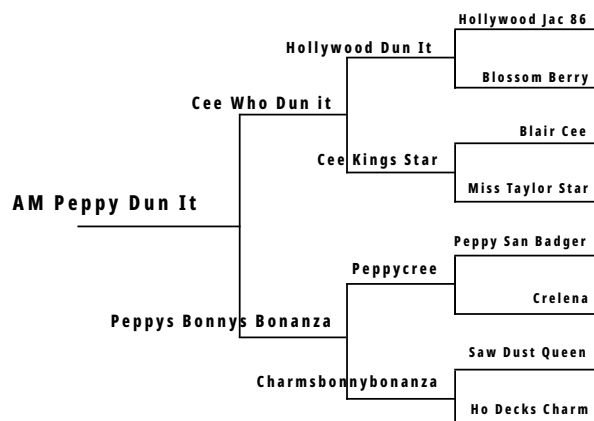 Hollywood Jac 86
Hollywood Dun It
Blossom Berry
Cee Who Dun it
Blair Cee
Cee Kings Star
Miss Taylor Star
AM Peppy Dun It
Peppy San Badger
Peppycree
Crelena
Peppys Bonnys Bonanza
Saw Dust Queen
Charmsbonnybonanza
Ho Decks Charm